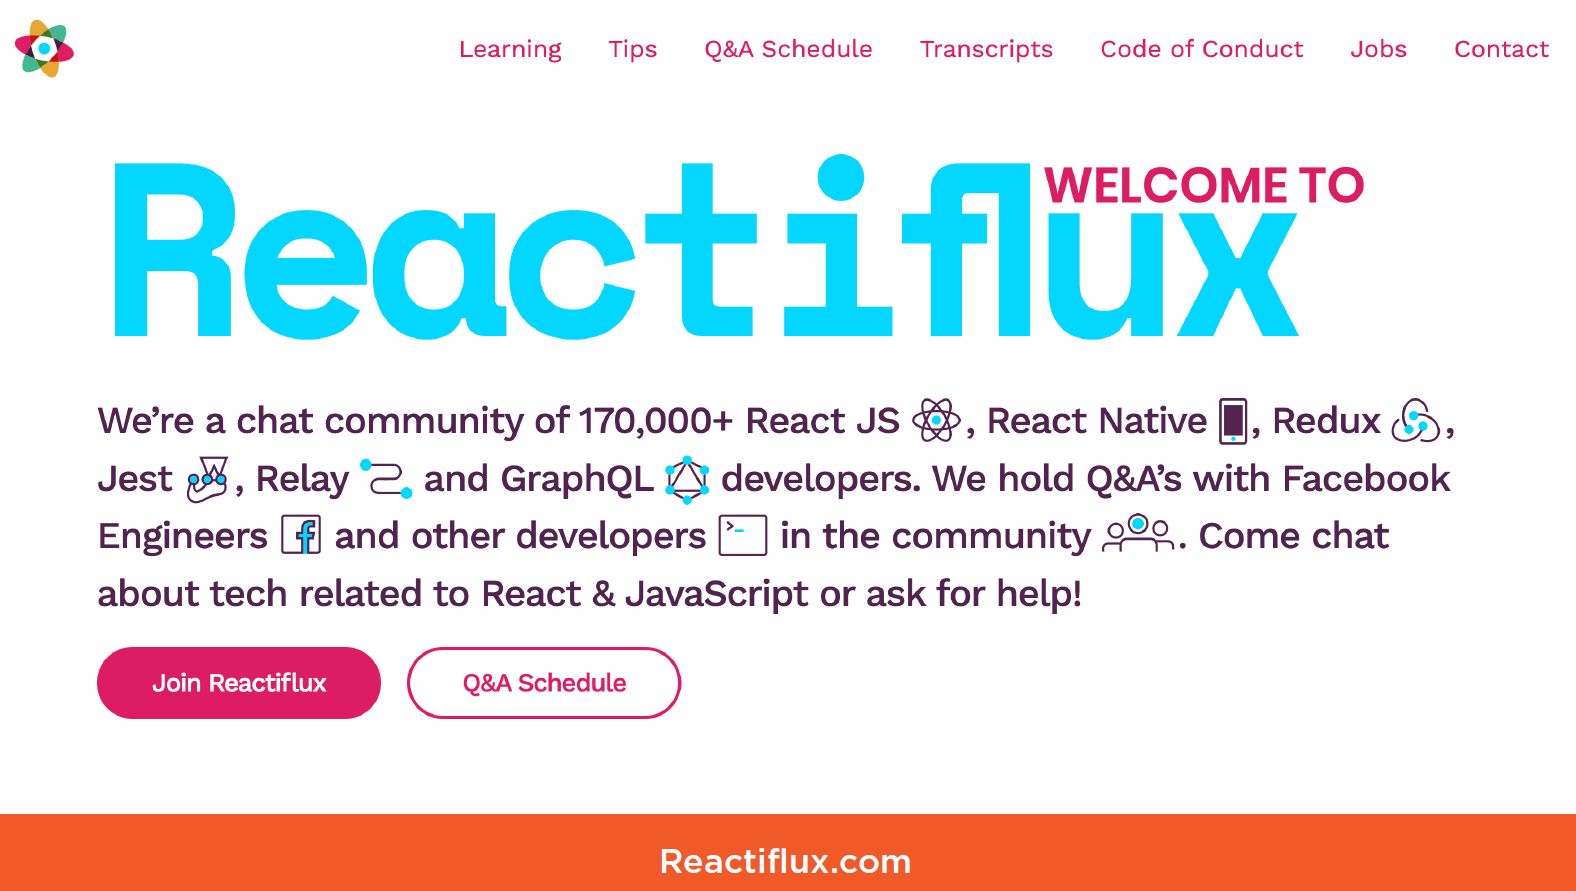 Learning Tips Q&A Schedule Transcripts Code of Conduct Jobs Contact
WELCOME TO
Reactiflux
We’re a chat community of 170,000+ React JS , React Native , Redux ,
Jest , Relay and GraphQL developers. We hold Q&A’s with Facebook
Engineers and other developers in the community . Come chat
about tech related to React & JavaScript or ask for help!
Join Reactiflux Q&A Schedule
Reactiflux.com